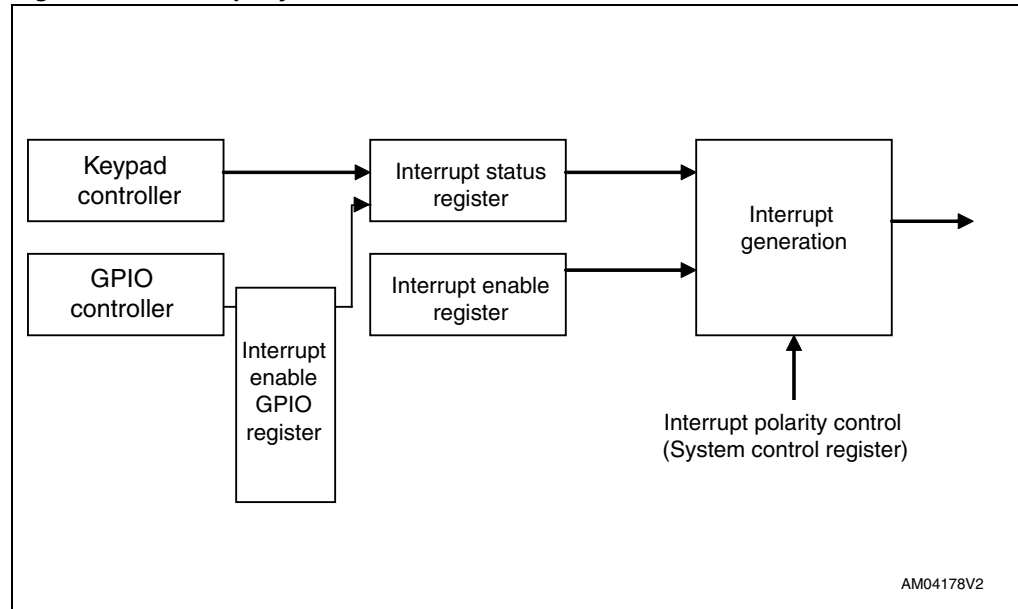 Keypad
controller
Interrupt status
register
Interrupt
generation
GPIO
controller
Interrupt enable
register
Interrupt
enable
GPIO
register
Interrupt polarity control
(System control register)
AM04178V2